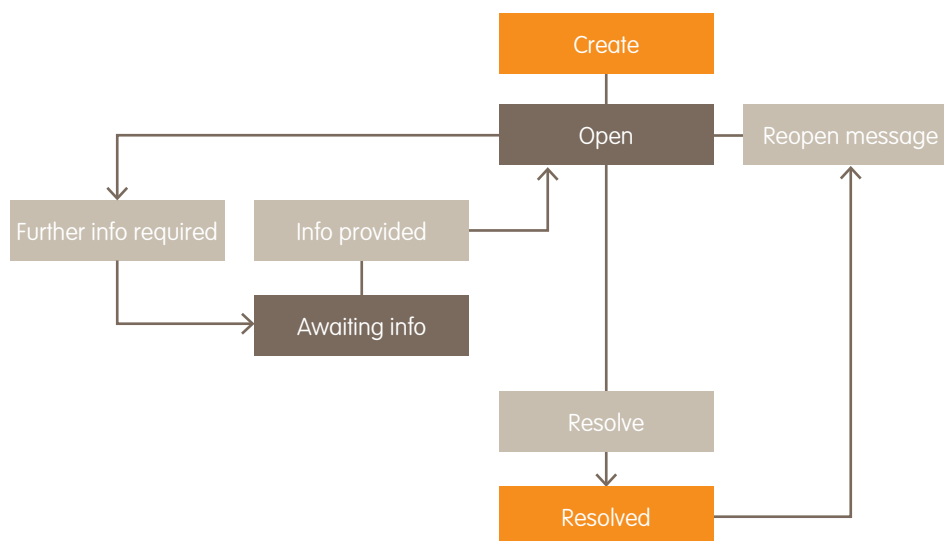 Create
Open
Reopen message
Further info required
Info provided
Awaiting info
Resolve
Resolved